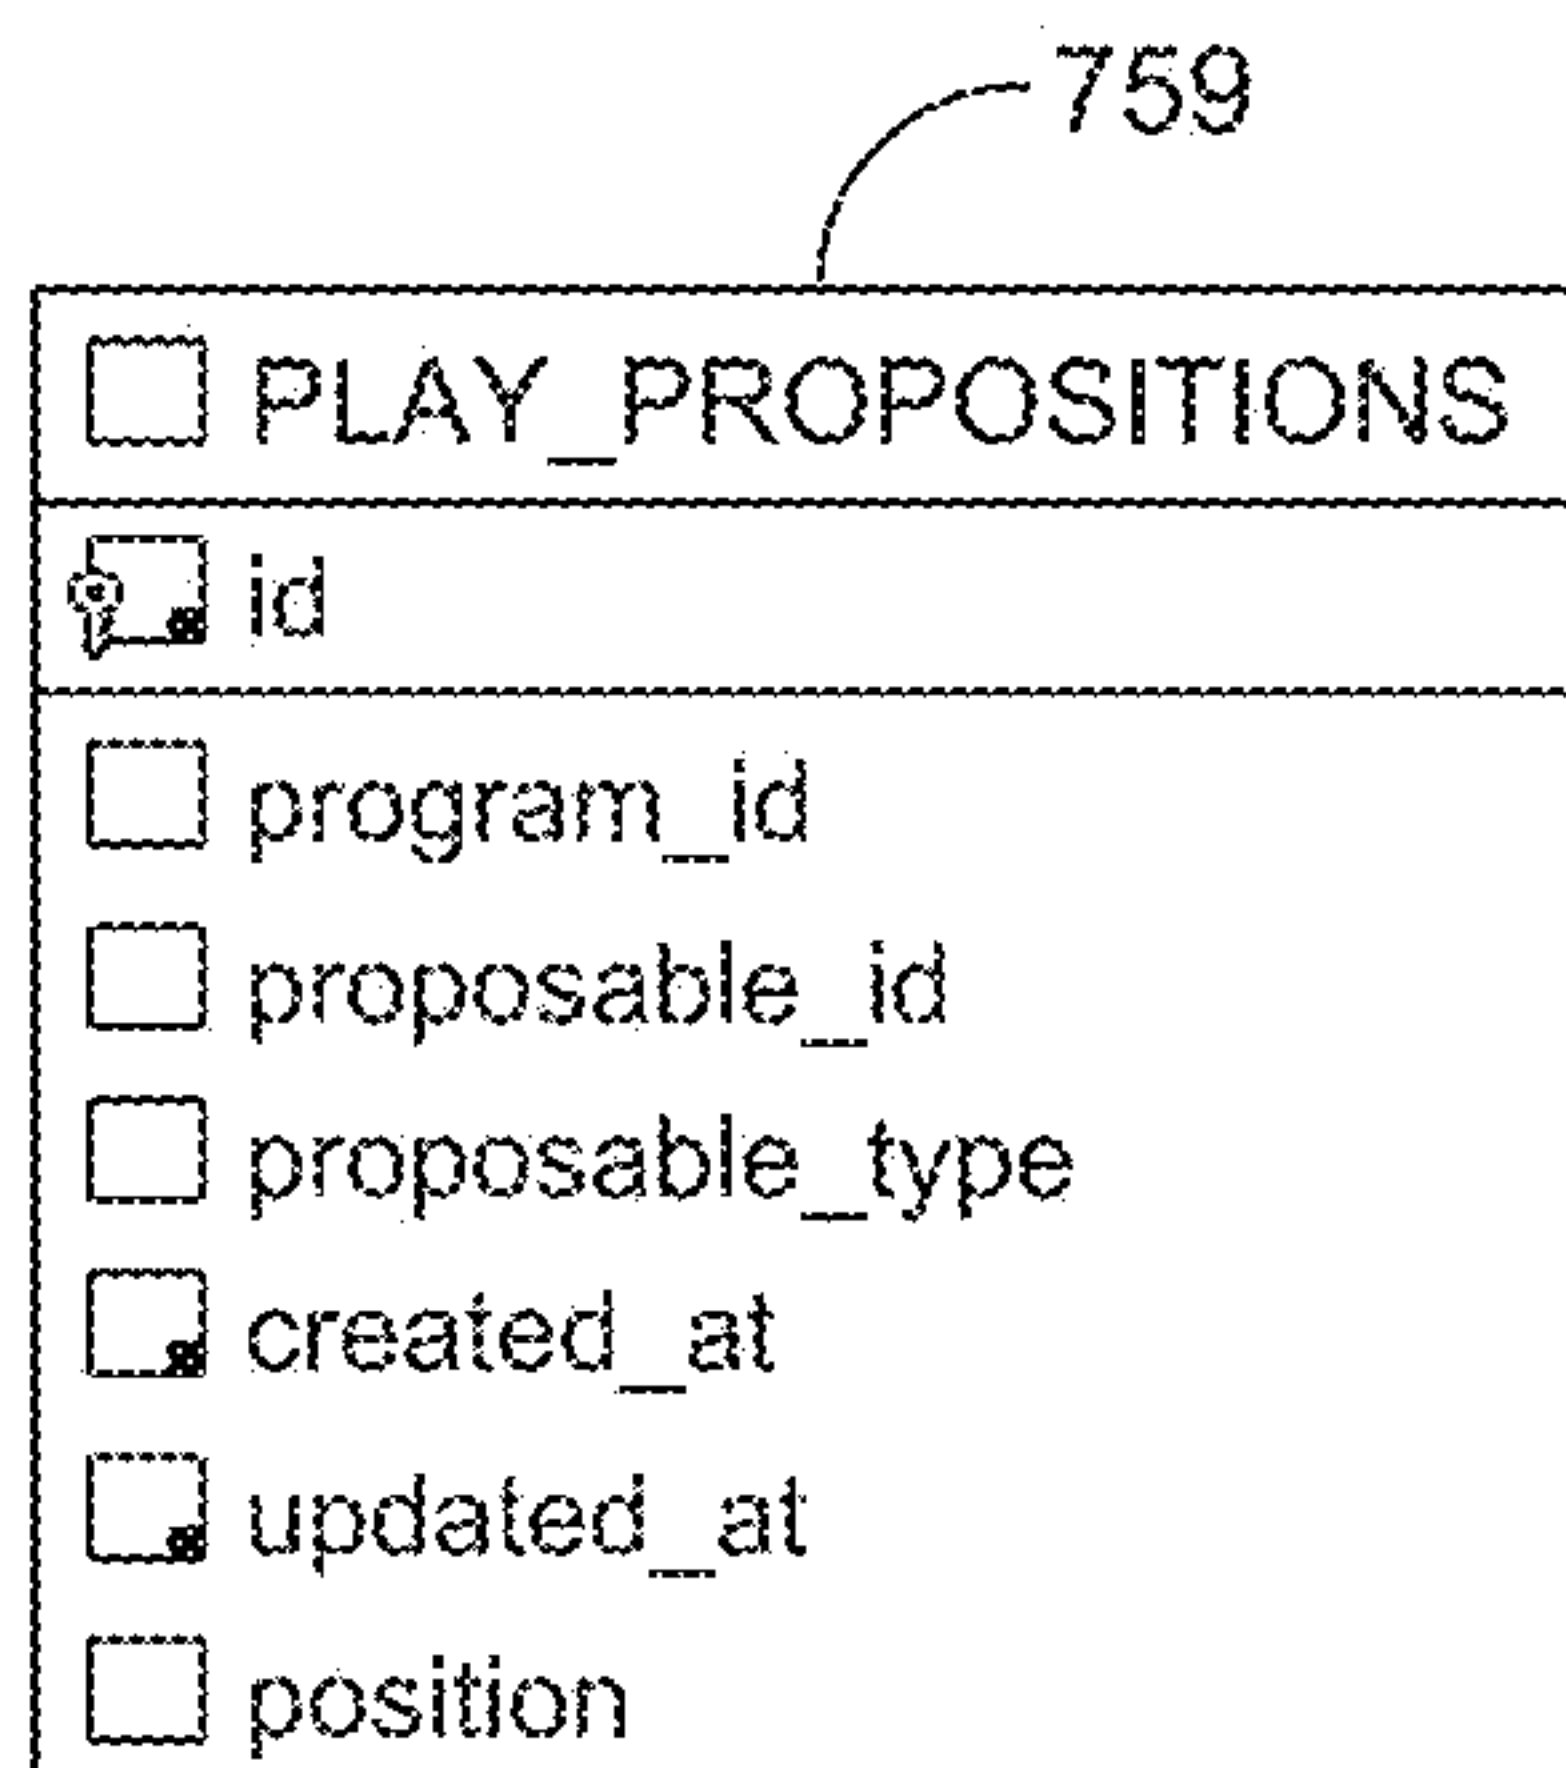 759
PLAY_PROPOSITIONS
id
program_id
proposable_id
proposable_type
created_at
updated_at
position